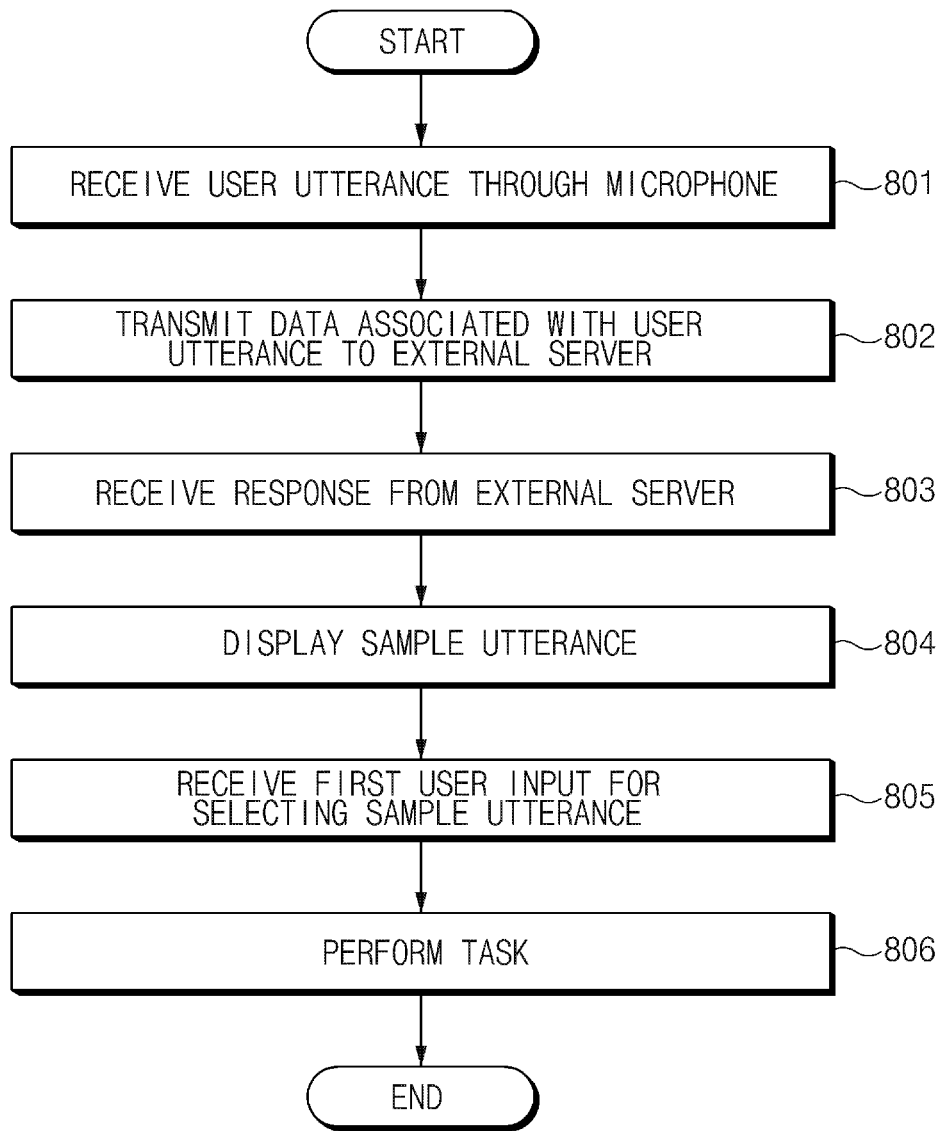 START
RECEIVE USER UTTERANCE THROUGH MICROPHONE
801
TRANSMIT DATA ASSOCIATED WITH USER
UTTERANCE TO EXTERNAL SERVER
802
RECEIVE RESPONSE FROM EXTERNAL SERVER
803
DISPLAY SAMPLE UTTERANCE
804
RECEIVE FIRST USER INPUT FOR
SELECTING SAMPLE UTTERANCE
805
PERFORM TASK
806
END